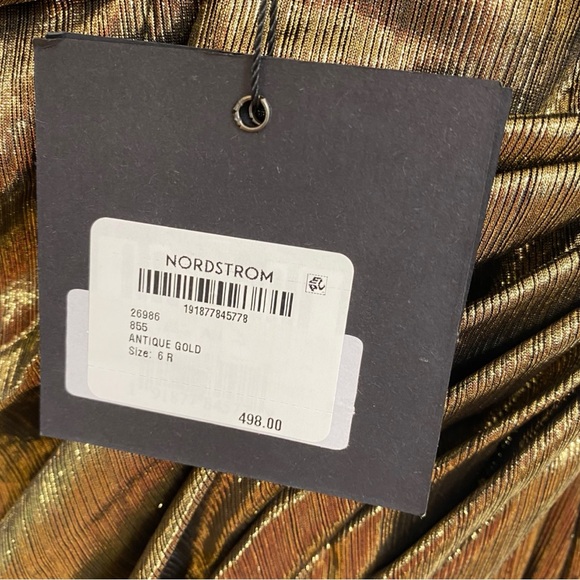 NORDSTROM
191877845778
26986
855
ANTIQUE GOLD
Size: 6 R
498.00